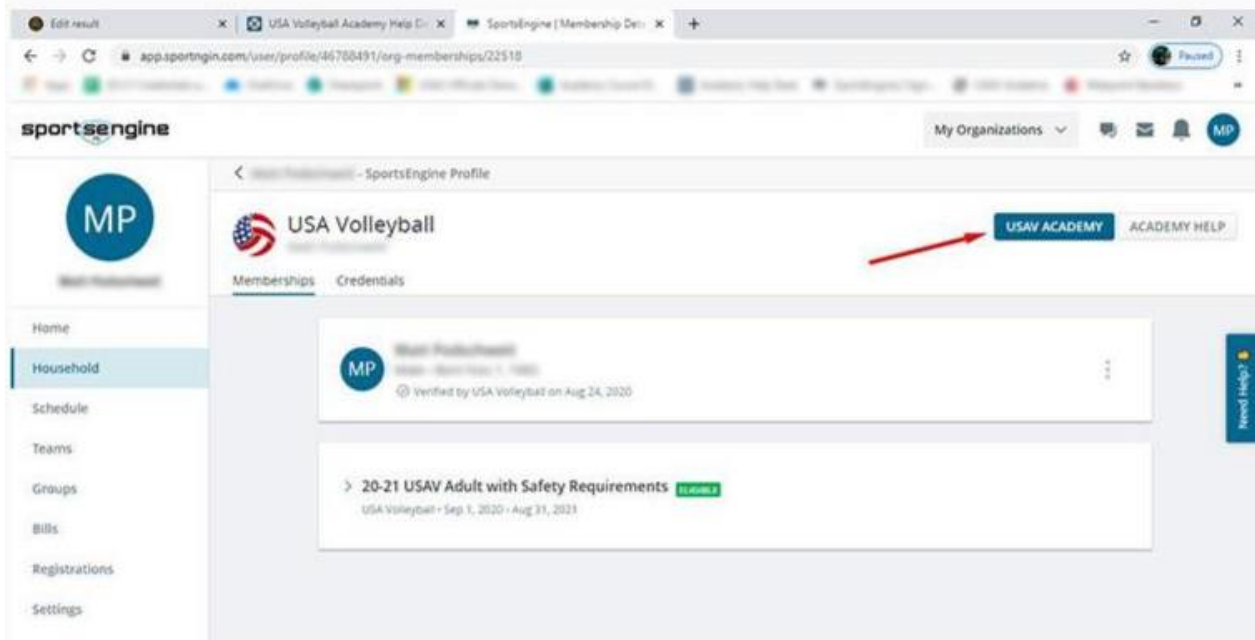 Edit result
USA Volleyball Academy Help De
SportsEngine | Membership Deta
app.sportngin.com/user/profile/46788491/org-memberships/22518
Paused
sportsengine
My Organizations
MP
MP
- SportsEngine Profile
USA Volleyball
USAV ACADEMY
ACADEMY HELP
Memberships
Credentials
Home
Household
Schedule
Teams
Groups
Bills
Registrations
Settings
MP
Verified by USA Volleyball on Aug 24, 2020
Need Help?
20-21 USAV Adult with Safety Requirements ELIGIBLE
USA Volleyball • Sep 1, 2020 - Aug 31, 2021